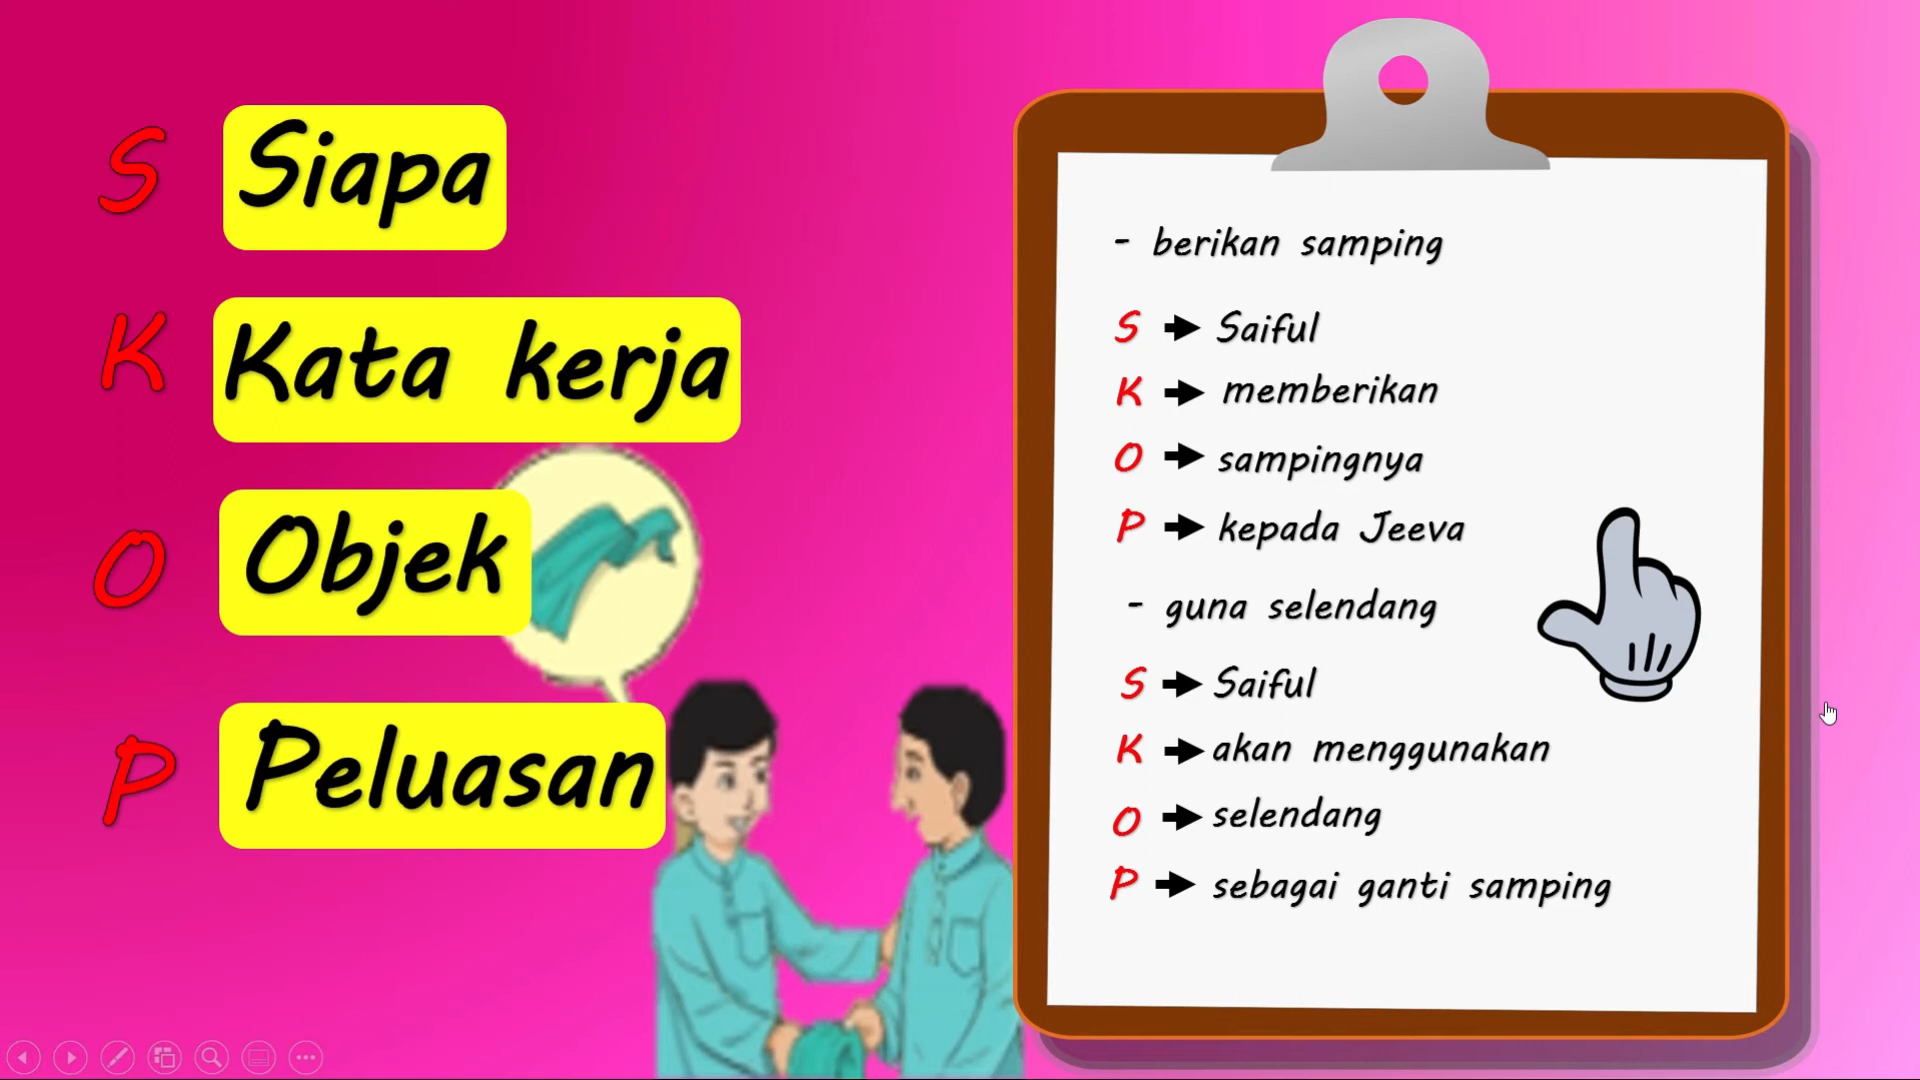 S Siapa
K Kata kerja
O Objek
P Peluasan
- berikan samping
S → Saiful
K → memberikan
O → sampingnya
P → kepada Jeeva
- guna selendang
S → Saiful
K → akan menggunakan
O → selendang
P → sebagai ganti samping